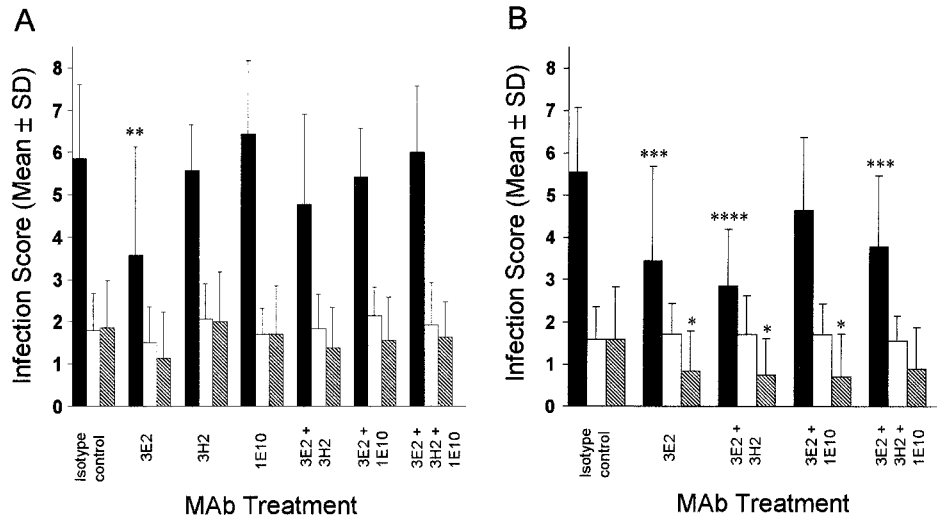 A
Infection Score (Mean ± SD)
8
7
6
5
4
3
2
1
0
**
Isotype
control
3E2
3H2
1E10
3E2 +
3H2
3E2 +
1E10
3E2 +
3H2 +
1E10
MAb Treatment
B
Infection Score (Mean ± SD)
8
7
6
5
4
3
2
1
0
***
*
****
*
*
***
Isotype
control
3E2
3E2 +
3H2
3E2 +
1E10
3E2 +
3H2 +
1E10
MAb Treatment